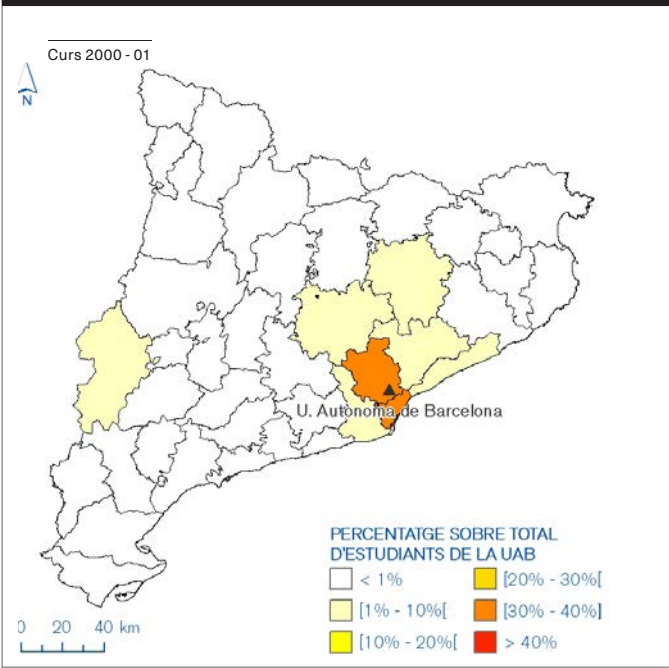 Curs 2000 - 01
N
U. Autònoma de Barcelona
PERCENTATGE SOBRE TOTAL
D'ESTUDIANTS DE LA UAB
< 1%
[20% - 30%[
[1% - 10%[
[30% - 40%]
[10% - 20%[
> 40%
0 20 40 km